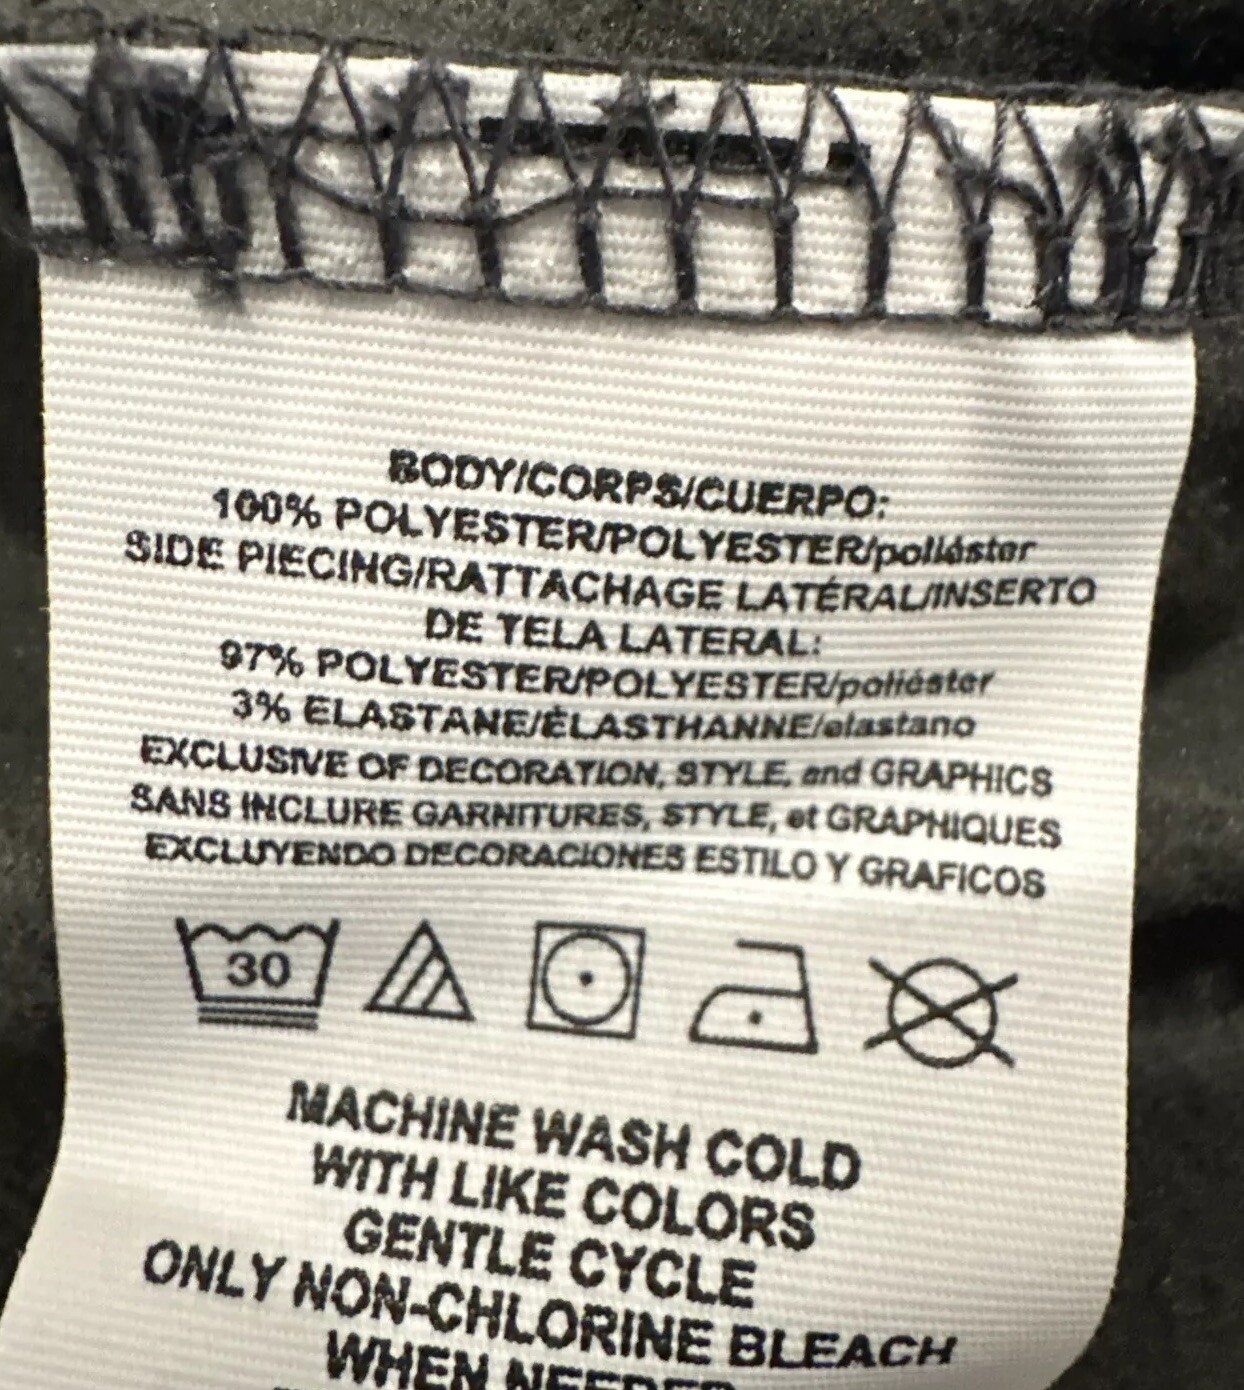 BODY/CORPS/CUERPO:
100% POLYESTER/POLYESTER/poliéster
SIDE PIECING/RATTACHAGE LATÉRAL/INSERTO
DE TELA LATERAL:
97% POLYESTER/POLYESTER/poliéster
3% ELASTANE/ÉLASTHANNE/elastano
EXCLUSIVE OF DECORATION, STYLE, and GRAPHICS
SANS INCLURE GARNITURES, STYLE, et GRAPHIQUES
EXCLUYENDO DECORACIONES ESTILO Y GRAFICOS
30
MACHINE WASH COLD
WITH LIKE COLORS
GENTLE CYCLE
ONLY NON-CHLORINE BLEACH
WHEN NEEDED